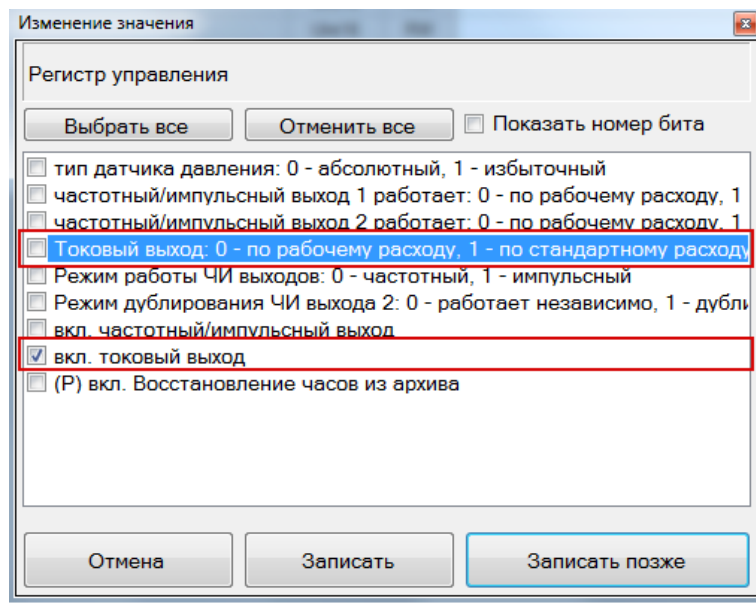 Изменение значения
Регистр управления
Выбрать все
Отменить все
Показать номер бита
тип датчика давления: 0 - абсолютный, 1 - избыточный
частотный/импульсный выход 1 работает: 0 - по рабочему расходу, 1
частотный/импульсный выход 2 работает: 0 - по рабочему расходу, 1
Токовый выход: 0 - по рабочему расходу, 1 - по стандартному расходу
Режим работы ЧИ выходов: 0 - частотный, 1 - импульсный
Режим дублирования ЧИ выхода 2: 0 - работает независимо, 1 - дубли
вкл. частотный/импульсный выход
вкл. токовый выход
(Р) вкл. Восстановление часов из архива
Отмена
Записать
Записать позже